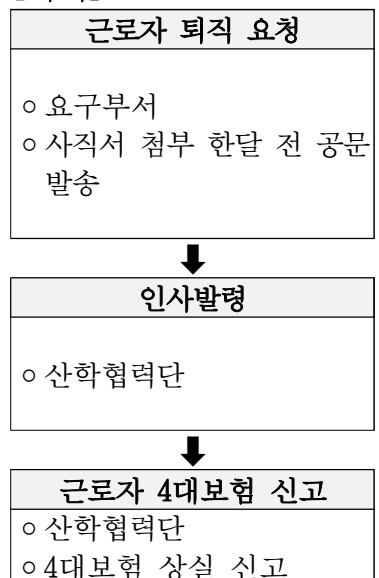 근로자 퇴직 요청
○ 요구부서
○ 사직서 첨부 한달 전 공문
발송
인사발령
○ 산학협력단
근로자 4대보험 신고
○ 산학협력단
○ 4대보험 상실 신고